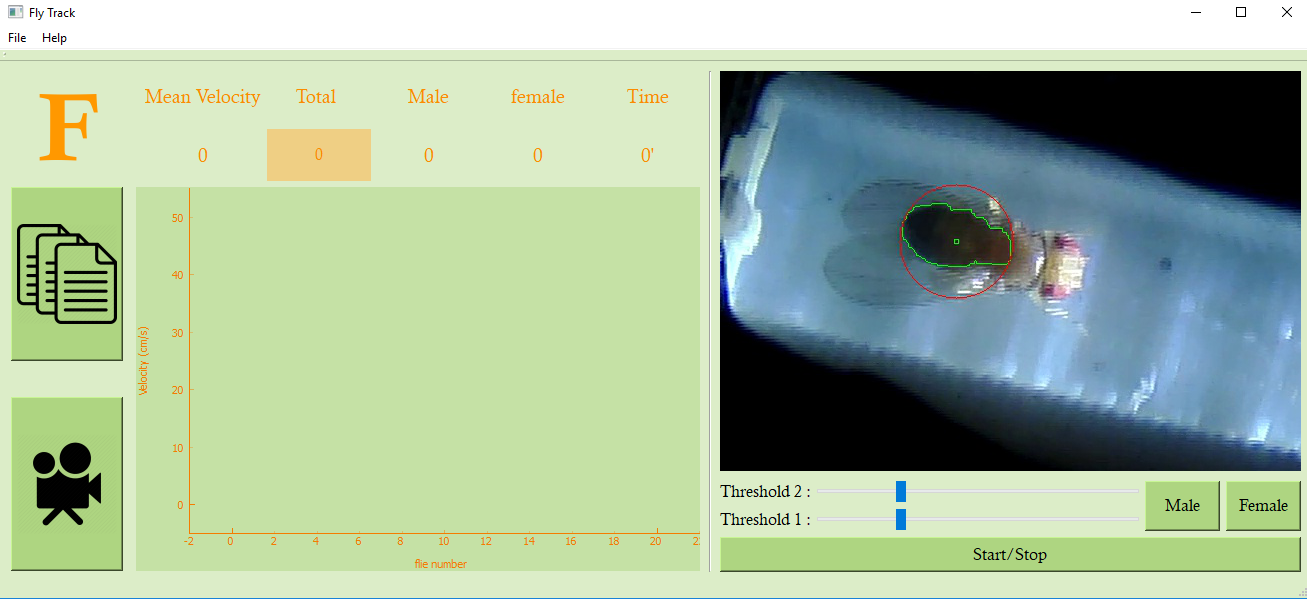 Fly Track
File Help
F
Mean Velocity Total Male female Time
0 0 0 0 0'
Velocity (cm/s)
50
40
30
20
10
0
-2 0 2 4 6 8 10 12 14 16 18 20
flie number
Threshold 2 :
Threshold 1 :
Male Female
Start/Stop